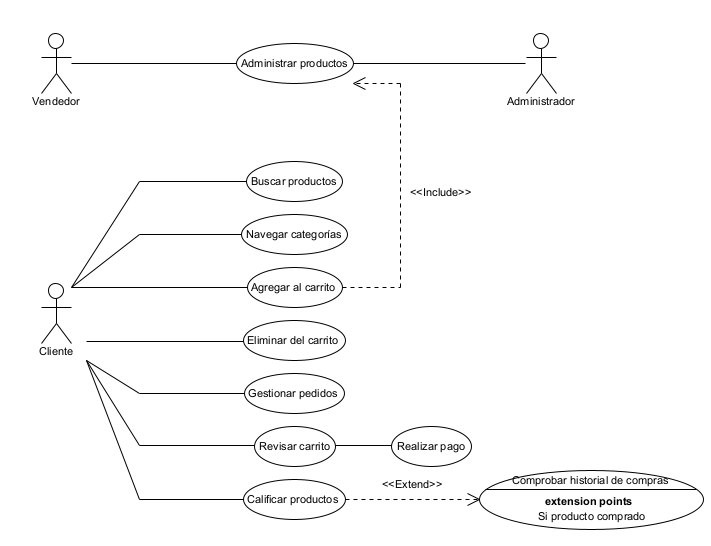 Administrar productos
Vendedor
Administrador
Buscar productos
<<Include>>
Navegar categorías
Agregar al carrito
Eliminar del carrito
Cliente
Gestionar pedidos
Revisar carrito
Realizar pago
Comprobar historial de compras
<<Extend>>
Calificar productos
extension points
Si producto comprado